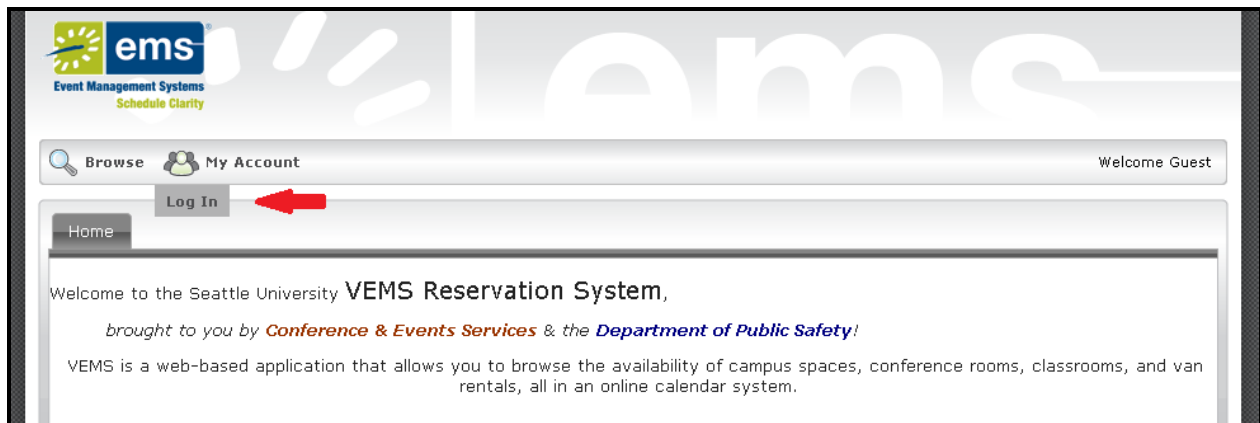 ems
Event Management Systems
Schedule Clarity
ems
Browse My Account Welcome Guest
Log In
Home
Welcome to the Seattle University VEMS Reservation System,
brought to you by Conference & Events Services & the Department of Public Safety!
VEMS is a web-based application that allows you to browse the availability of campus spaces, conference rooms, classrooms, and van
rentals, all in an online calendar system.